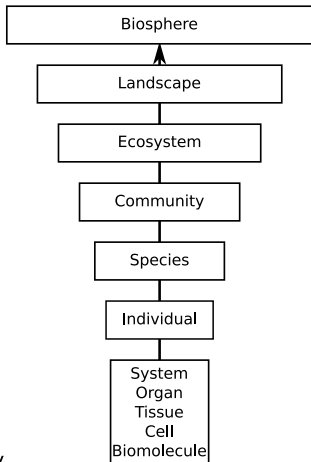 Biosphere
Landscape
Ecosystem
Community
Species
Individual
System
Organ
Tissue
Cell
Biomolecule